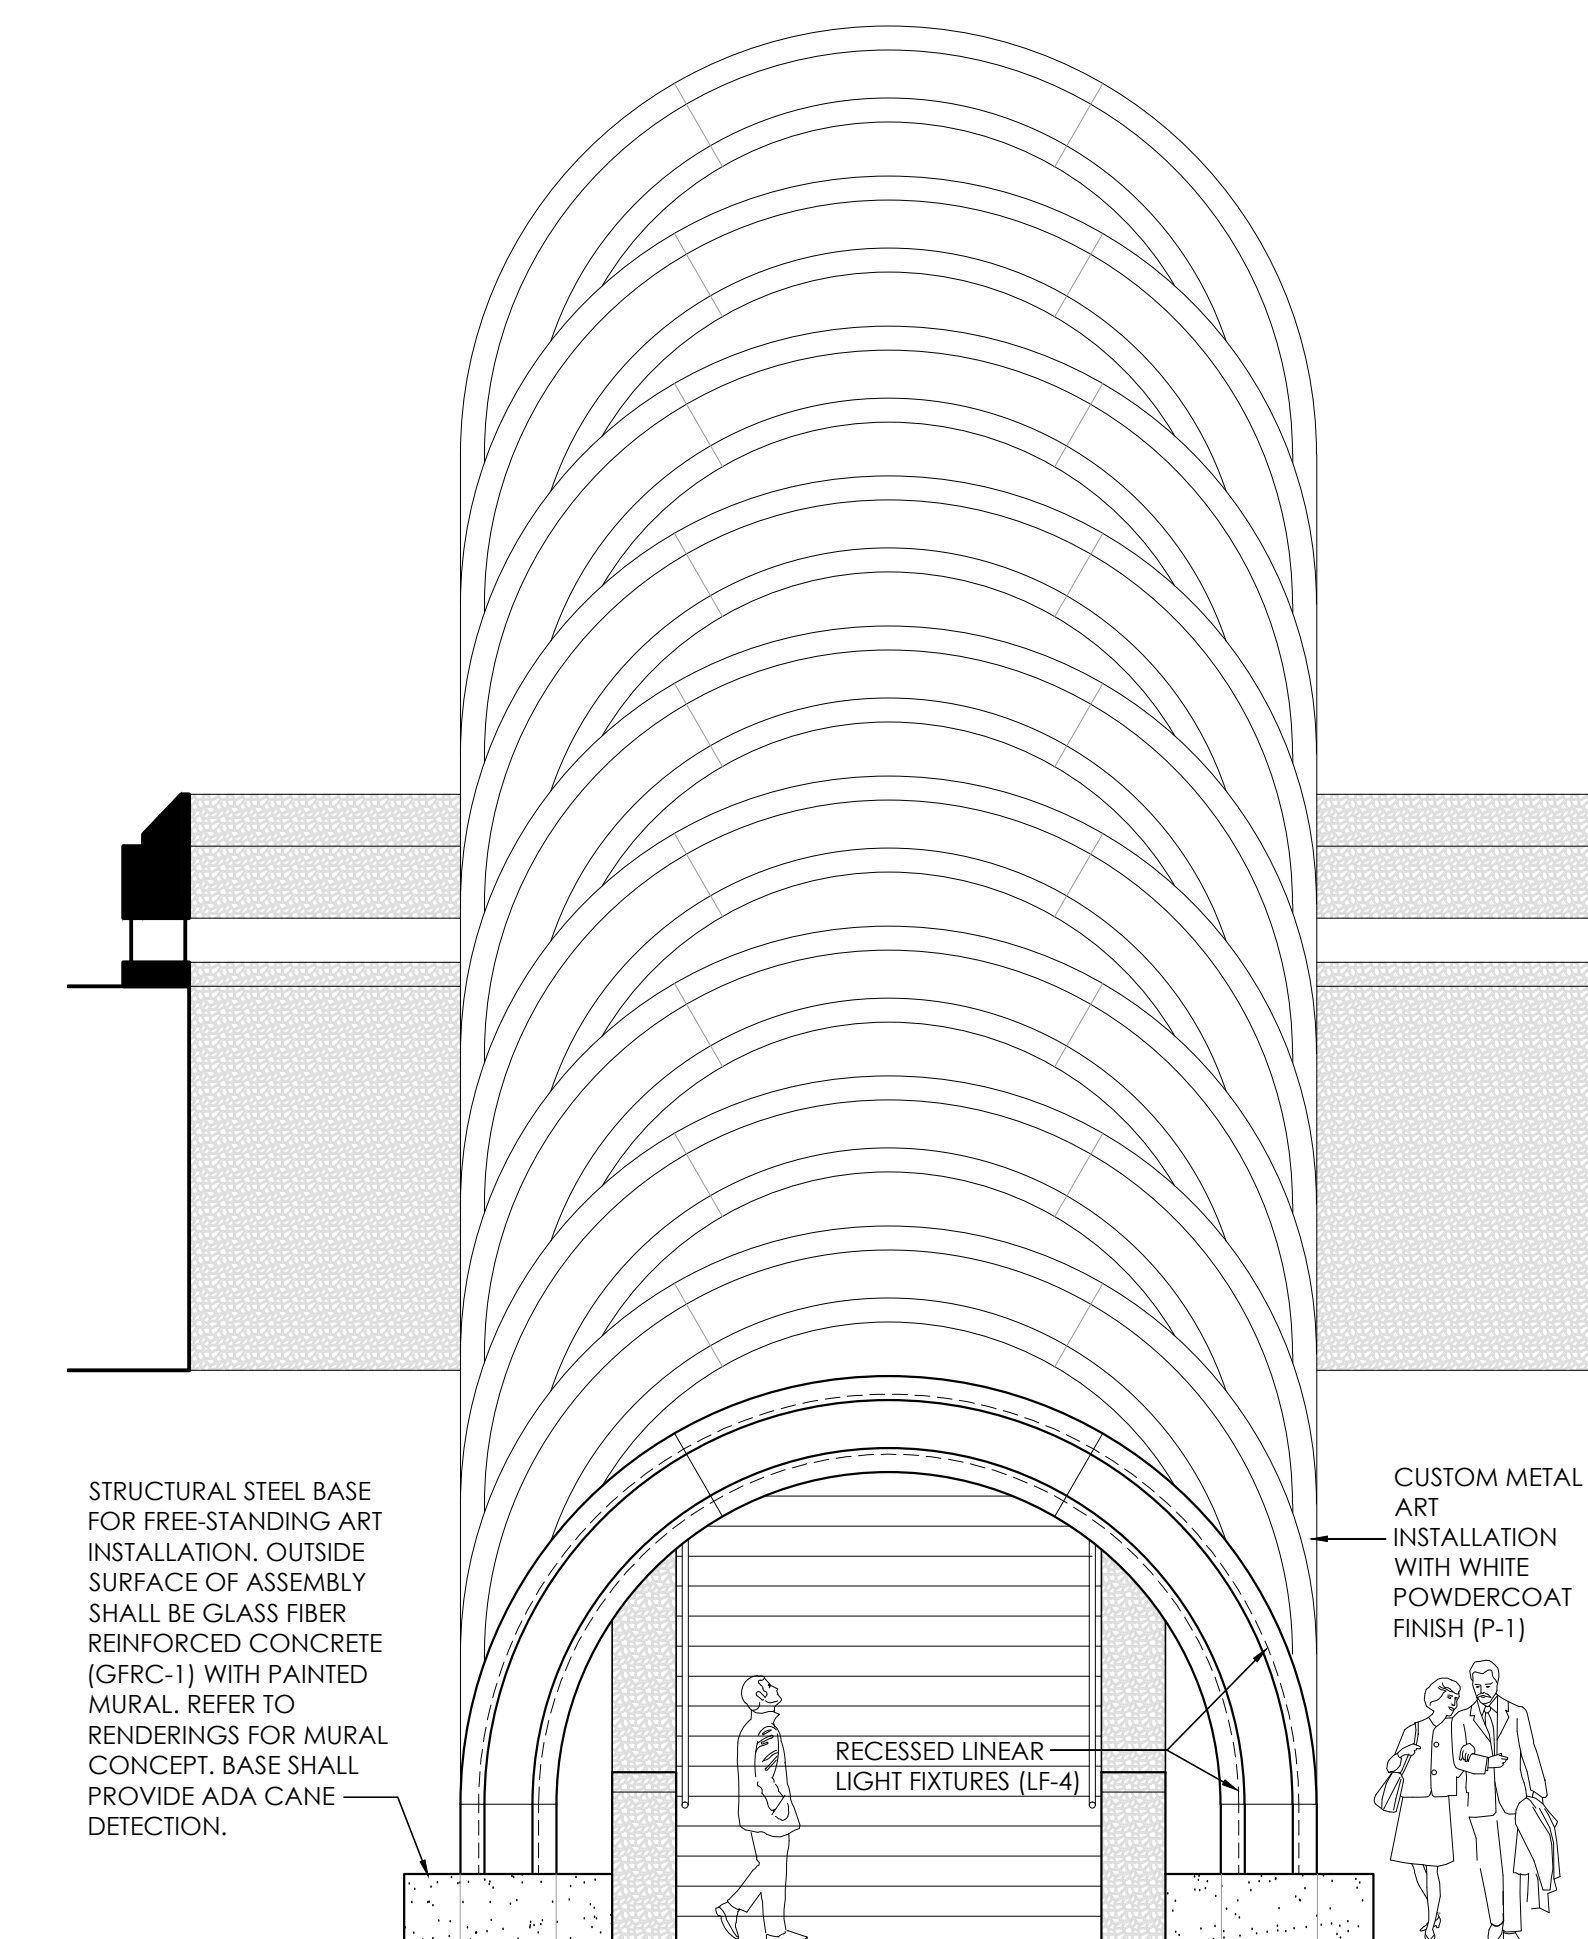 STRUCTURAL STEEL BASE
FOR FREE-STANDING ART
INSTALLATION. OUTSIDE
SURFACE OF ASSEMBLY
SHALL BE GLASS FIBER
REINFORCED CONCRETE
(GFRC-1) WITH PAINTED
MURAL. REFER TO
RENDERINGS FOR MURAL
CONCEPT. BASE SHALL
PROVIDE ADA CANE
DETECTION.
RECESSED LINEAR
LIGHT FIXTURES (LF-4)
CUSTOM METAL
ART
INSTALLATION
WITH WHITE
POWDERCOAT
FINISH (P-1)